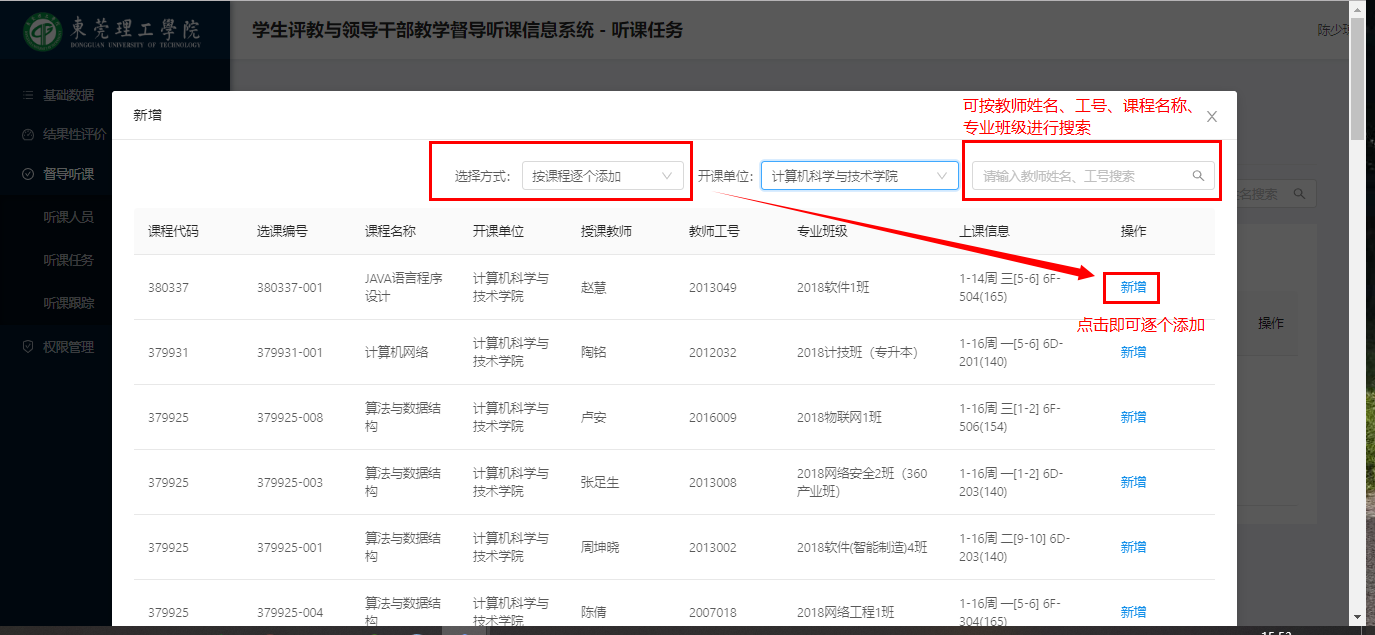 東莞理工學院
DONGGUAN UNIVERSITY OF TECHNOLOGY
学生评教与领导干部教学督导听课信息系统 - 听课任务
基础数据
结果性评价
督导听课
听课人员
听课任务
听课跟踪
权限管理
名搜索
操作
新增
可按教师姓名、工号、课程名称、
专业班级进行搜索
选择方式: 按课程逐个添加 开课单位: 计算机科学与技术学院 请输入教师姓名、工号搜索
课程代码 选课编号 课程名称 开课单位 授课教师 教师工号 专业班级 上课信息 操作
380337 380337-001 JAVA语言程序 计算机科学与 赵慧 2013049 2018软件1班 1-14周 三[5-6] 6F- 新增
设计 技术学院 504(165)
点击即可逐个添加
379931 379931-001 计算机网络 计算机科学与 陶铭 2012032 2018计技班（专升本） 1-16周 一[5-6] 6D- 新增
技术学院 201(140)
379925 379925-008 算法与数据结 计算机科学与 卢安 2016009 2018物联网1班 1-16周 三[1-2] 6F- 新增
构 技术学院 506(154)
379925 379925-003 算法与数据结 计算机科学与 张足生 2013008 2018网络安全2班（360 1-16周 一[1-2] 6D- 新增
构 技术学院 产业班） 203(140)
379925 379925-001 算法与数据结 计算机科学与 周坤晓 2013002 2018软件(智能制造)4班 1-16周 二[9-10] 6D- 新增
构 技术学院 203(140)
379925 379925-004 算法与数据结 计算机科学与 陈倩 2007018 2018网络工程1班 1-16周 一[5-6] 6F- 新增
构 技术学院 304(165)